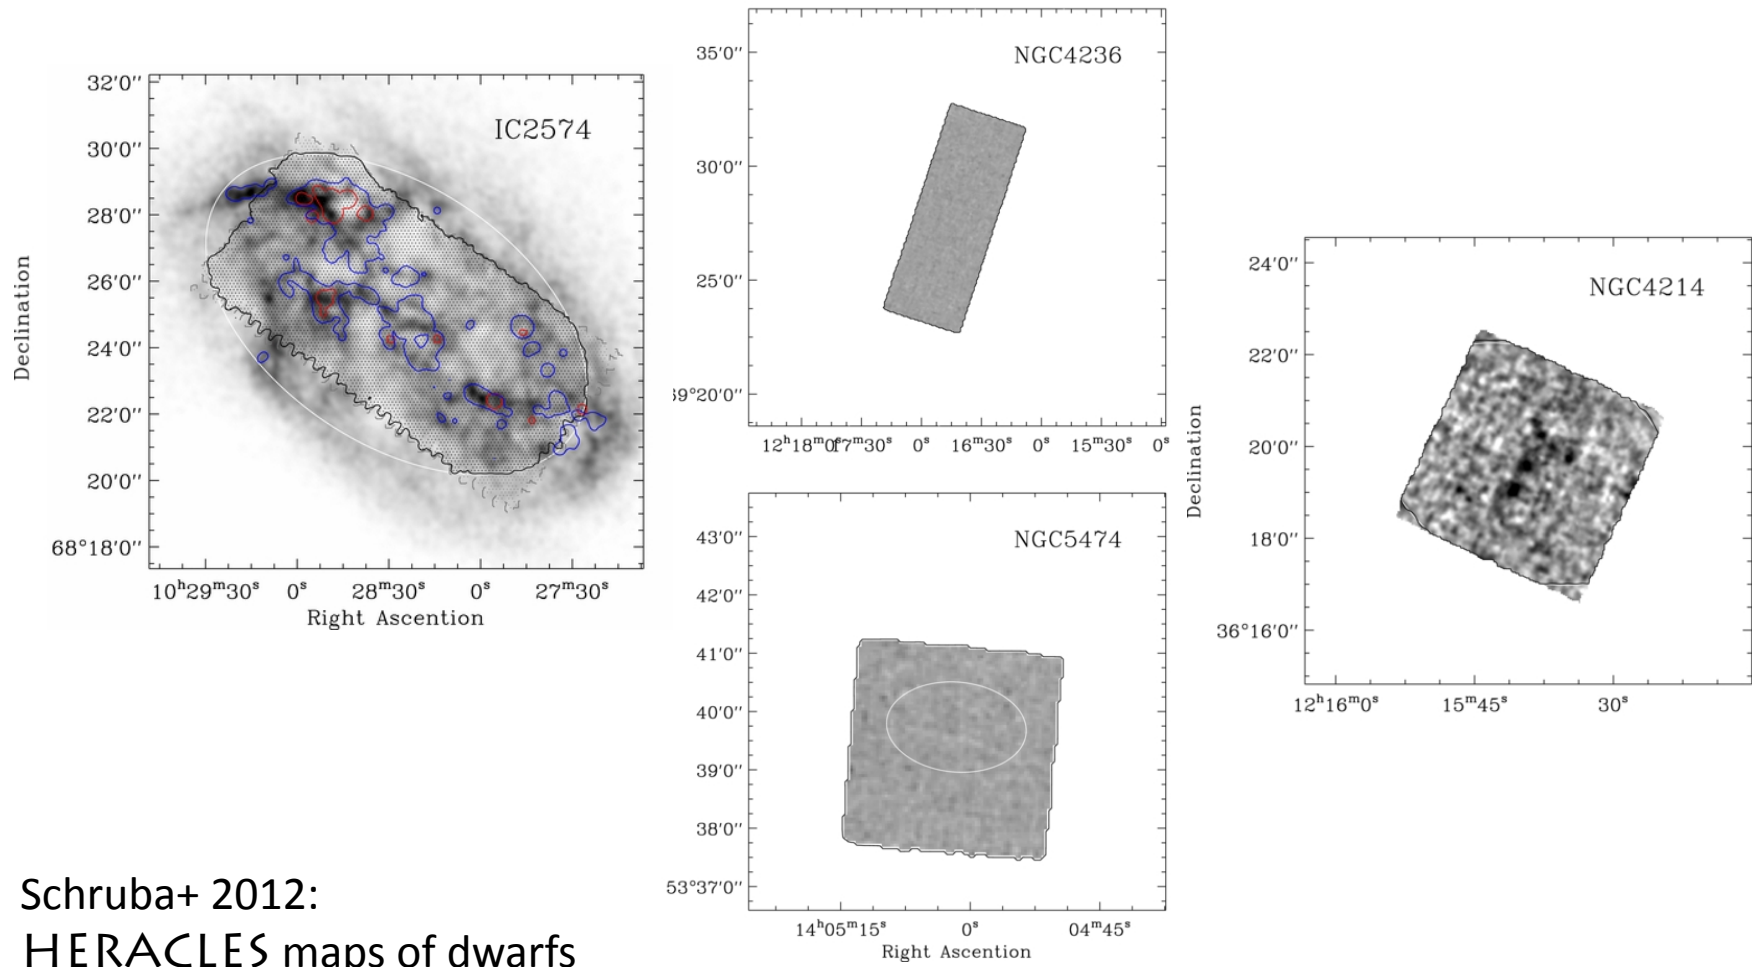 32′0″
IC2574
30′0″
28′0″
26′0″
24′0″
22′0″
20′0″
68°18′0″
Declination
10ʰ29ᵐ30ˢ 0ˢ 28ᵐ30ˢ 0ˢ 27ᵐ30ˢ
Right Ascention
35′0″
NGC4236
30′0″
25′0″
39°20′0″
12ʰ18ᵐ0ˢ 17ᵐ30ˢ 0ˢ 16ᵐ30ˢ 0ˢ 15ᵐ30ˢ 0ˢ
43′0″
NGC5474
42′0″
41′0″
40′0″
39′0″
38′0″
53°37′0″
14ʰ05ᵐ15ˢ 0ˢ 04ᵐ45ˢ
Right Ascention
24′0″
NGC4214
22′0″
20′0″
18′0″
36°16′0″
Declination
12ʰ16ᵐ0ˢ 15ᵐ45ˢ 30ˢ
Schruba+ 2012:
HERACLES maps of dwarfs